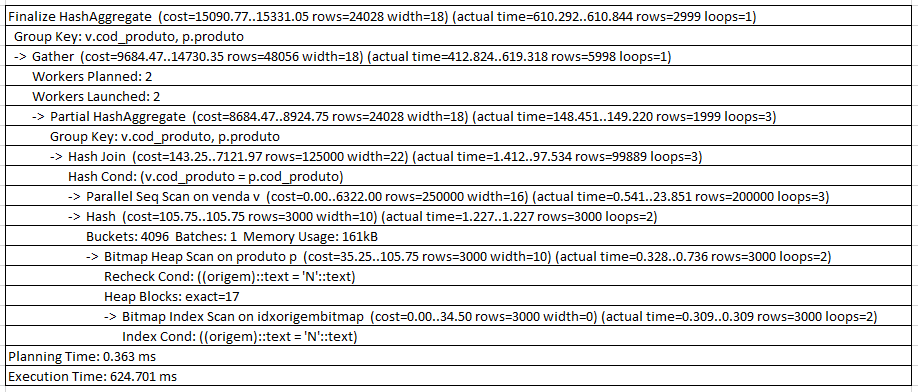 Finalize HashAggregate (cost=15090.77..15331.05 rows=24028 width=18) (actual time=610.292..610.844 rows=2999 loops=1)
Group Key: v.cod_produto, p.produto
-> Gather (cost=9684.47..14730.35 rows=48056 width=18) (actual time=412.824..619.318 rows=5998 loops=1)
Workers Planned: 2
Workers Launched: 2
-> Partial HashAggregate (cost=8684.47..8924.75 rows=24028 width=18) (actual time=148.451..149.220 rows=1999 loops=3)
Group Key: v.cod_produto, p.produto
-> Hash Join (cost=143.25..7121.97 rows=125000 width=22) (actual time=1.412..97.534 rows=99889 loops=3)
Hash Cond: (v.cod_produto = p.cod_produto)
-> Parallel Seq Scan on venda v (cost=0.00..6322.00 rows=250000 width=16) (actual time=0.541..23.851 rows=200000 loops=3)
-> Hash (cost=105.75..105.75 rows=3000 width=10) (actual time=1.227..1.227 rows=3000 loops=2)
Buckets: 4096 Batches: 1 Memory Usage: 161kB
-> Bitmap Heap Scan on produto p (cost=35.25..105.75 rows=3000 width=10) (actual time=0.328..0.736 rows=3000 loops=2)
Recheck Cond: ((origem)::text = 'N'::text)
Heap Blocks: exact=17
-> Bitmap Index Scan on idxorigembitmap (cost=0.00..34.50 rows=3000 width=0) (actual time=0.309..0.309 rows=3000 loops=2)
Index Cond: ((origem)::text = 'N'::text)
Planning Time: 0.363 ms
Execution Time: 624.701 ms